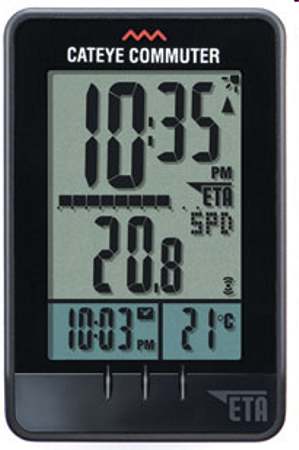 CATEYE COMMUTER
10:35
PM
ETA
SPD
20.8
10:03 PM 21°C
ETA